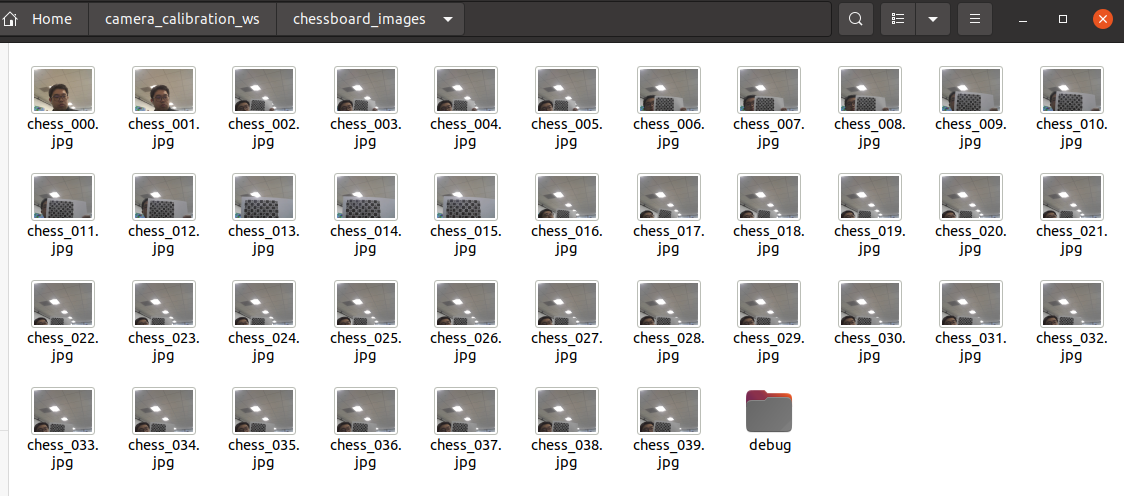 Home camera_calibration_ws chessboard_images
chess_000. chess_001. chess_002. chess_003. chess_004. chess_005. chess_006. chess_007. chess_008. chess_009. chess_010.
jpg jpg jpg jpg jpg jpg jpg jpg jpg jpg jpg
chess_011. chess_012. chess_013. chess_014. chess_015. chess_016. chess_017. chess_018. chess_019. chess_020. chess_021.
jpg jpg jpg jpg jpg jpg jpg jpg jpg jpg jpg
chess_022. chess_023. chess_024. chess_025. chess_026. chess_027. chess_028. chess_029. chess_030. chess_031. chess_032.
jpg jpg jpg jpg jpg jpg jpg jpg jpg jpg jpg
chess_033. chess_034. chess_035. chess_036. chess_037. chess_038. chess_039. debug
jpg jpg jpg jpg jpg jpg jpg